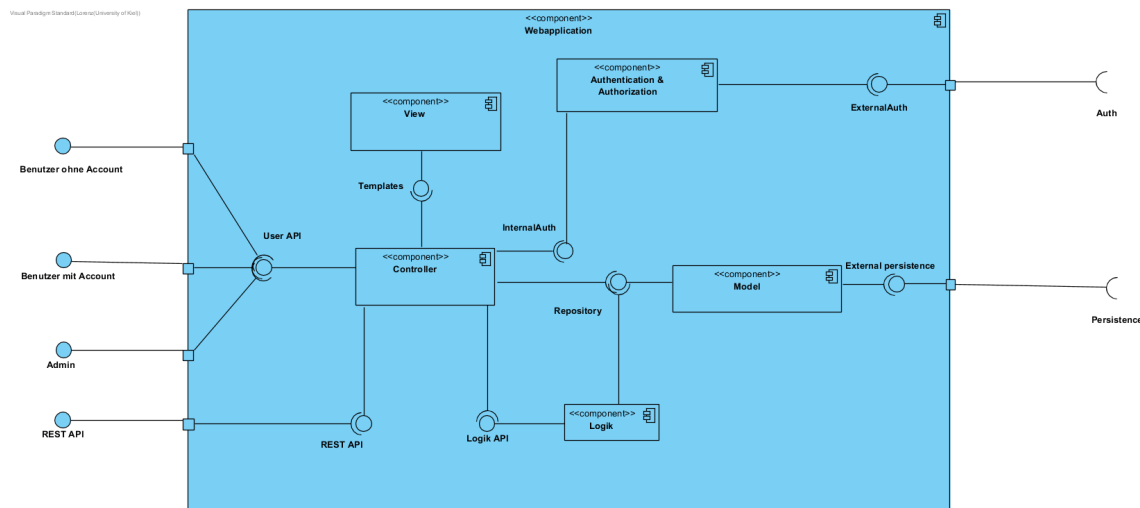 Visual Paradigm Standard(Lorenz(University of Kiel))
<<component>>
Webapplication
<<component>>
Authentication &
Authorization
<<component>>
View
ExternalAuth
Auth
Benutzer ohne Account
Templates
InternalAuth
User API
<<component>>
Controller
Benutzer mit Account
<<component>>
Model
External persistence
Repository
Persistence
Admin
<<component>>
Logik
REST API
REST API
Logik API